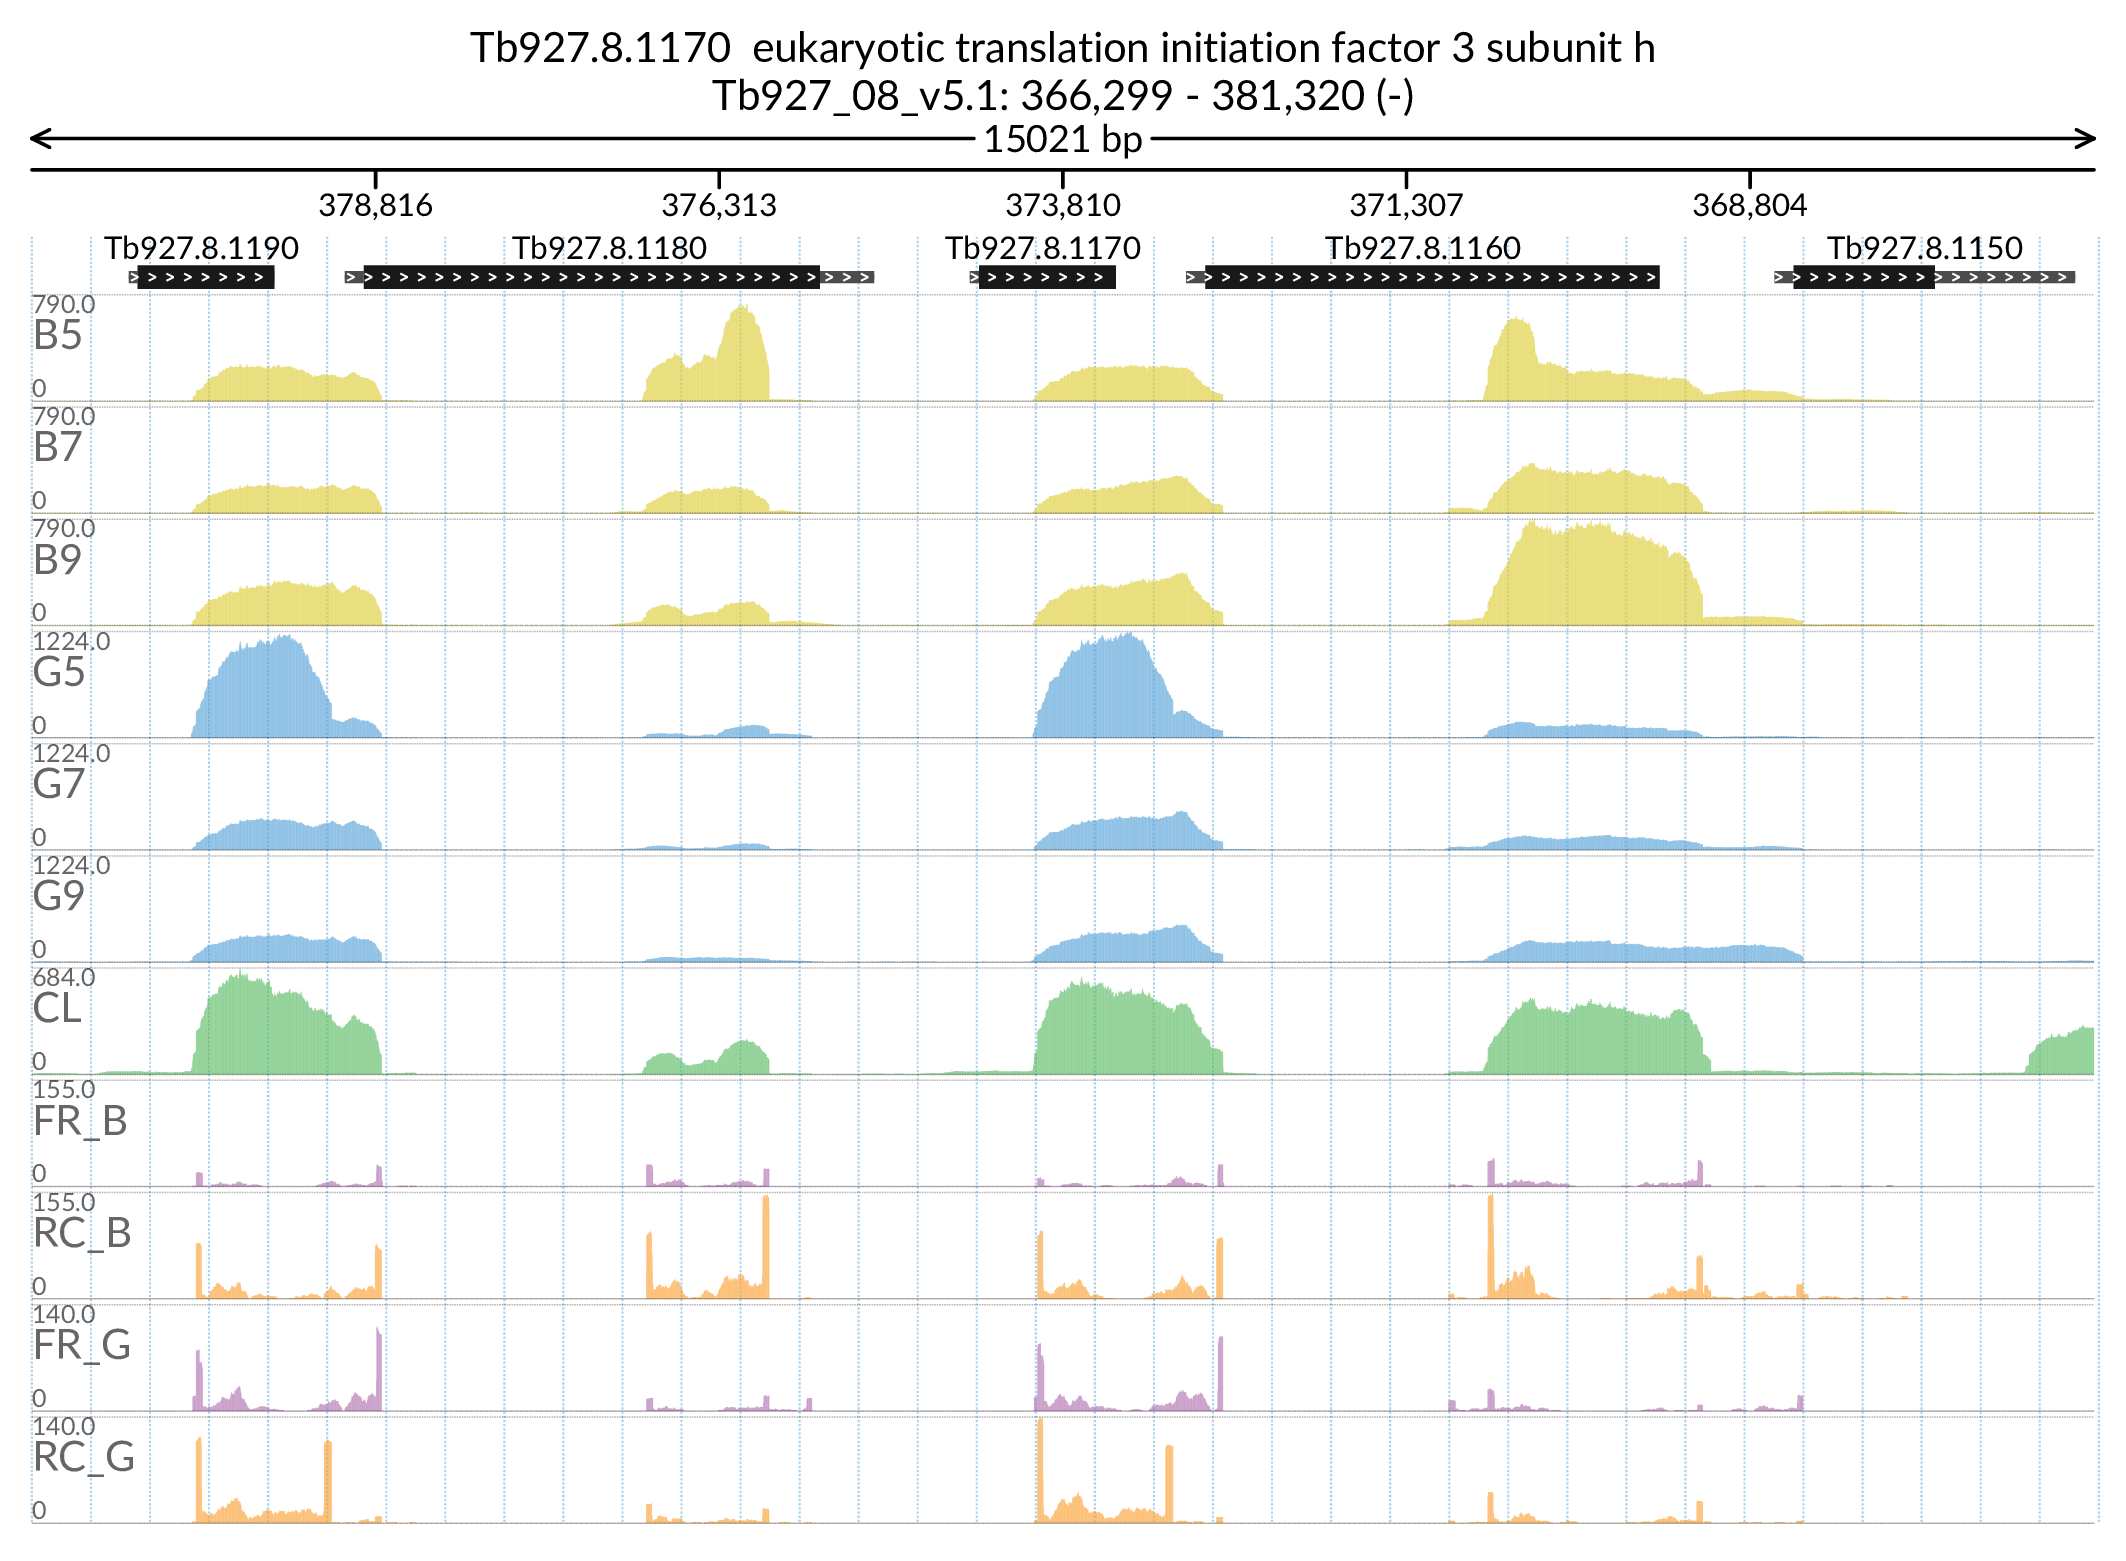 Tb927.8.1170 eukaryotic translation initiation factor 3 subunit h
Tb927_08_v5.1: 366,299 - 381,320 (-)
15021 bp
378,816 376,313 373,810 371,307 368,804
Tb927.8.1190 Tb927.8.1180 Tb927.8.1170 Tb927.8.1160 Tb927.8.1150
790.0
B5
0
790.0
B7
0
790.0
B9
0
1224.0
G5
0
1224.0
G7
0
1224.0
G9
0
684.0
CL
0
155.0
FR_B
0
155.0
RC_B
0
140.0
FR_G
0
140.0
RC_G
0